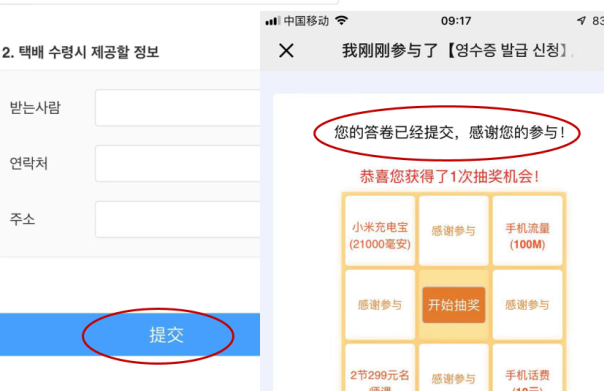 2. 택배 수령시 제공할 정보
받는사람
연락처
주소
提交
中国移动
09:17
83
我刚刚参与了【영수증 발급 신청】
您的答卷已经提交，感谢您的参与！
恭喜您获得了1次抽奖机会！
小米充电宝
(21000毫安)
感谢参与
手机流量
(100M)
感谢参与
开始抽奖
感谢参与
2节299元名
师课
感谢参与
手机话费